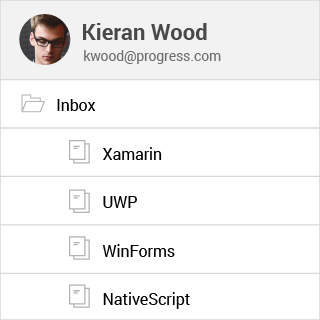 Kieran Wood
kwood@progress.com
Inbox
Xamarin
UWP
WinForms
NativeScript